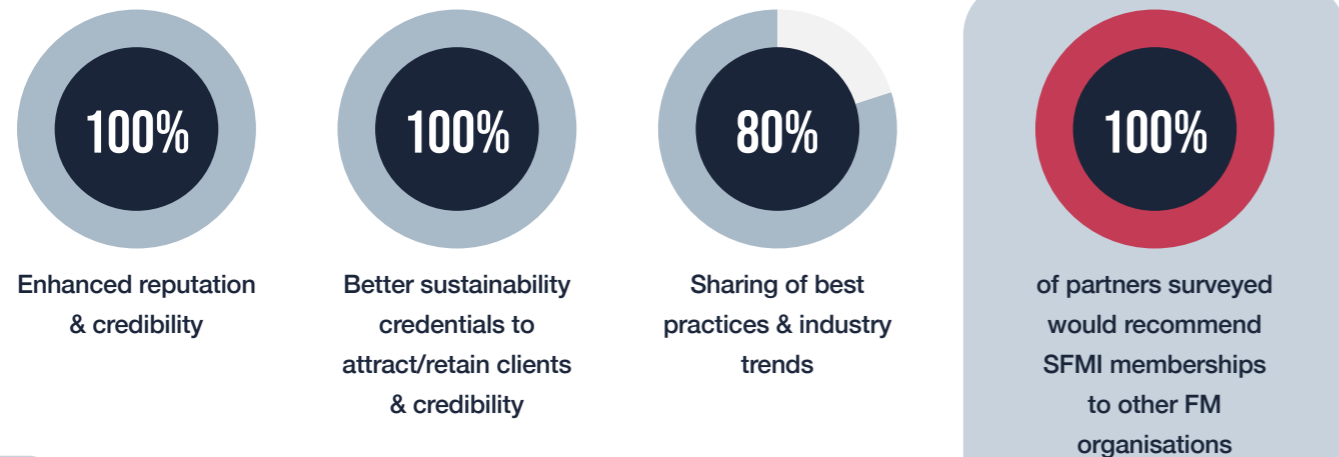 100%
Enhanced reputation
& credibility
100%
Better sustainability
credentials to
attract/retain clients
& credibility
80%
Sharing of best
practices & industry
trends
100%
of partners surveyed
would recommend
SFMI memberships
to other FM
organisations